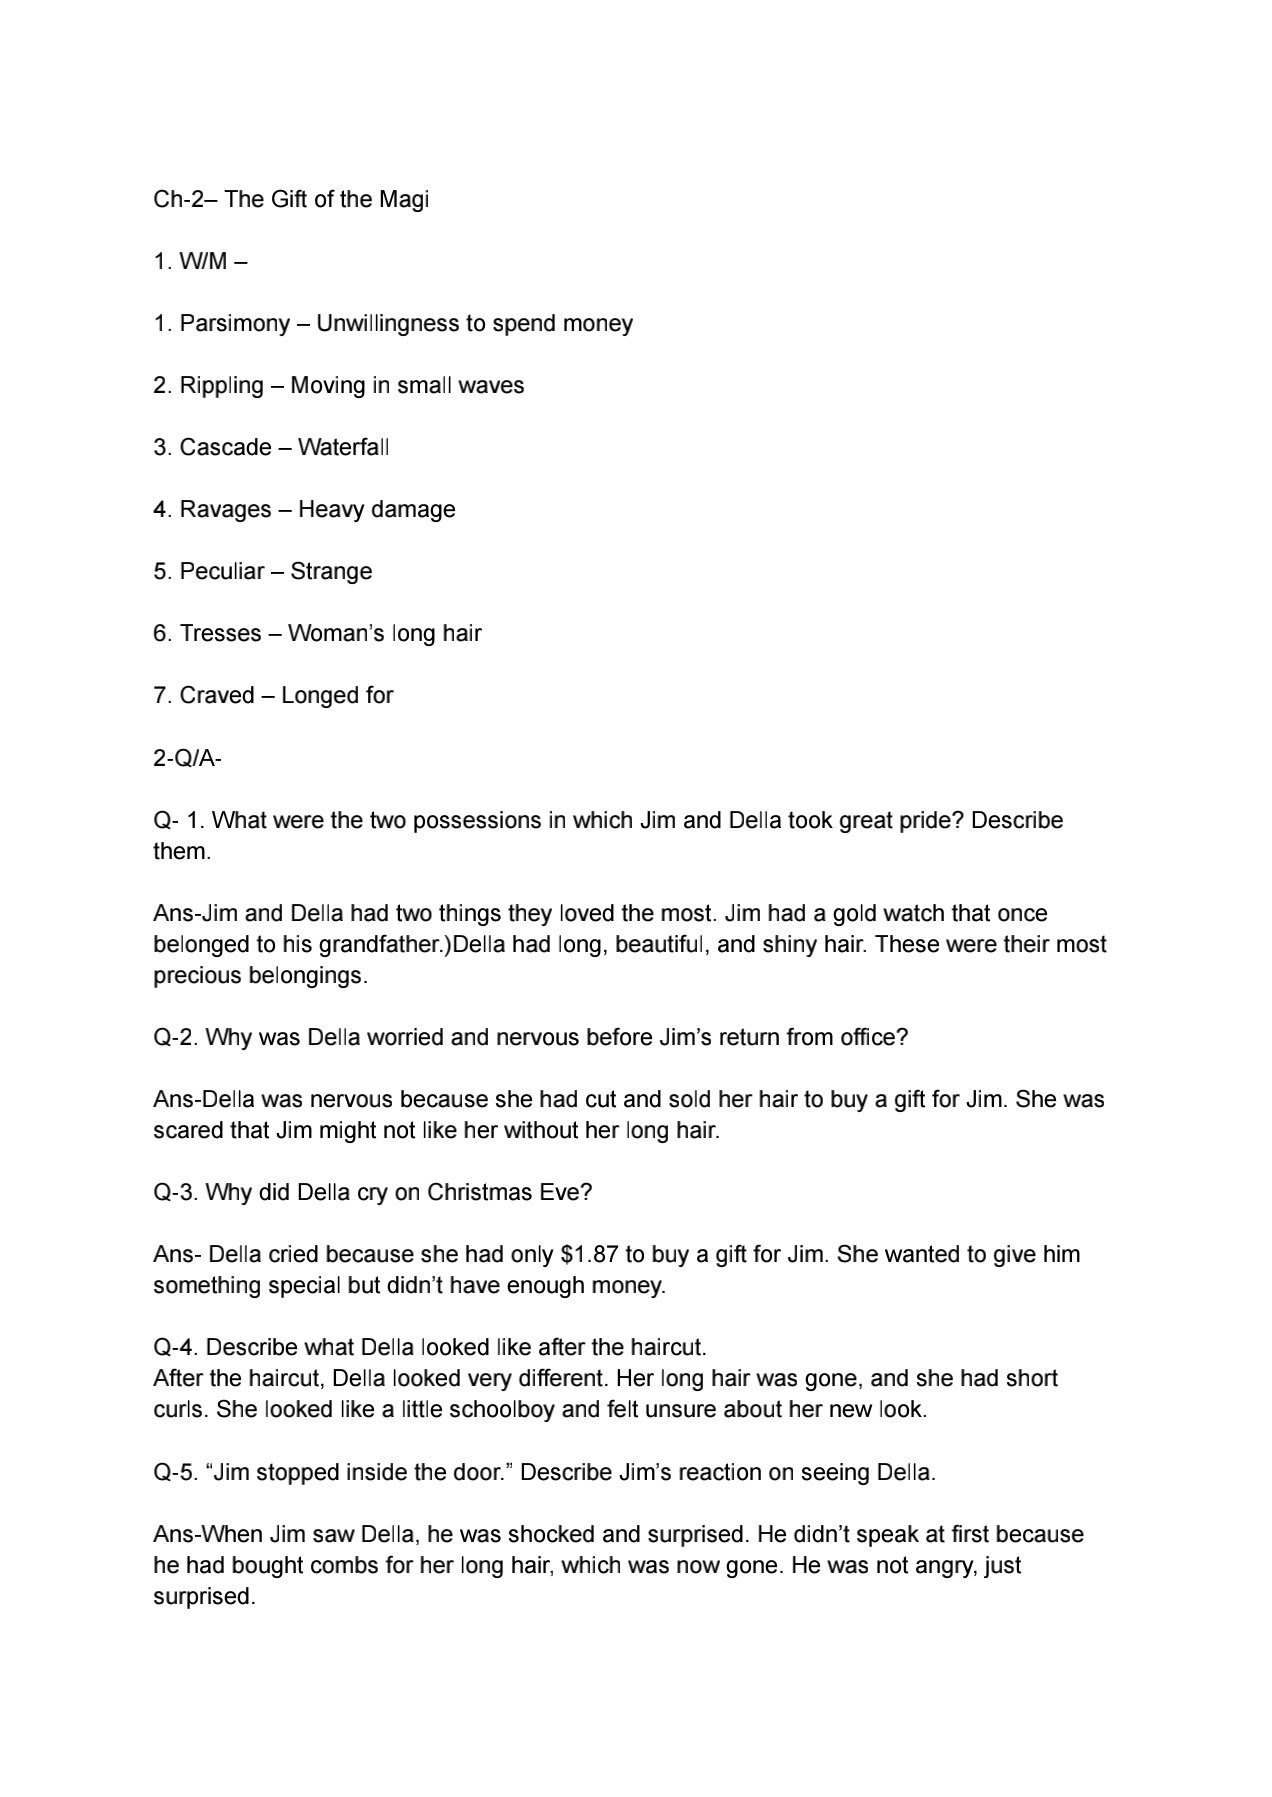 Ch-2– The Gift of the Magi
1. W/M –
1. Parsimony – Unwillingness to spend money
2. Rippling – Moving in small waves
3. Cascade – Waterfall
4. Ravages – Heavy damage
5. Peculiar – Strange
6. Tresses – Woman’s long hair
7. Craved – Longed for
2-Q/A-
Q- 1. What were the two possessions in which Jim and Della took great pride? Describe
them.
Ans-Jim and Della had two things they loved the most. Jim had a gold watch that once
belonged to his grandfather.)Della had long, beautiful, and shiny hair. These were their most
precious belongings.
Q-2. Why was Della worried and nervous before Jim’s return from office?
Ans-Della was nervous because she had cut and sold her hair to buy a gift for Jim. She was
scared that Jim might not like her without her long hair.
Q-3. Why did Della cry on Christmas Eve?
Ans- Della cried because she had only $1.87 to buy a gift for Jim. She wanted to give him
something special but didn’t have enough money.
Q-4. Describe what Della looked like after the haircut.
After the haircut, Della looked very different. Her long hair was gone, and she had short
curls. She looked like a little schoolboy and felt unsure about her new look.
Q-5. “Jim stopped inside the door.” Describe Jim’s reaction on seeing Della.
Ans-When Jim saw Della, he was shocked and surprised. He didn’t speak at first because
he had bought combs for her long hair, which was now gone. He was not angry, just
surprised.